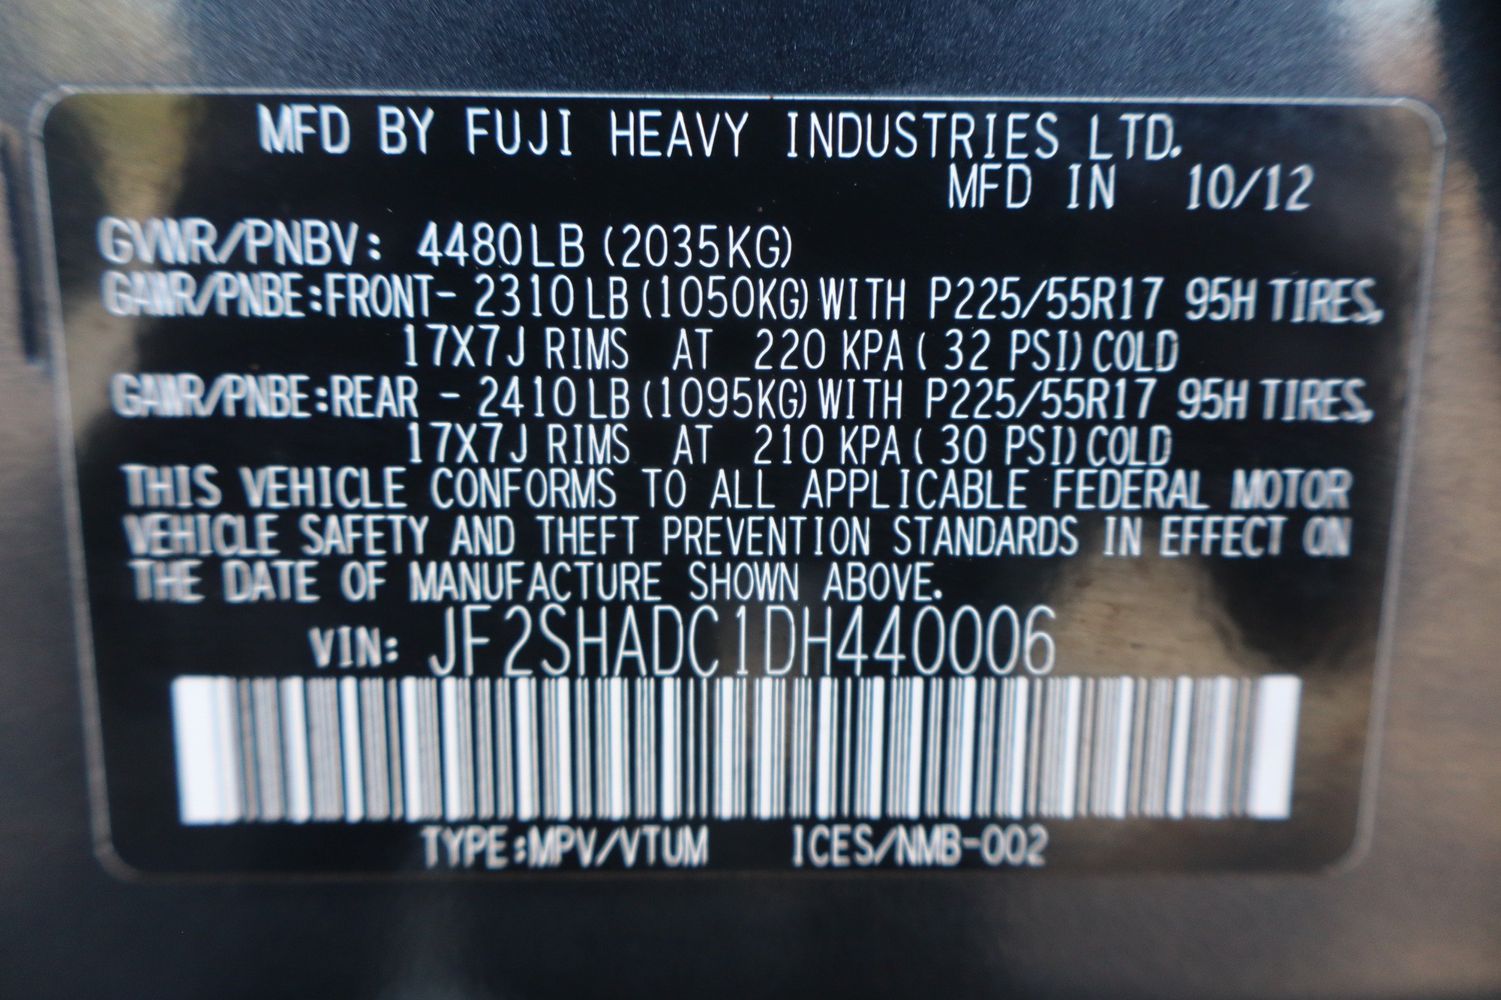 MFD BY FUJI HEAVY INDUSTRIES LTD.
MFD IN 10/12
GVWR/PNBV: 4480LB (2035KG)
GAWR/PNBE:FRONT- 2310LB (1050KG) WITH P225/55R17 95H TIRES,
17X7J RIMS AT 220 KPA ( 32 PSI) COLD
GAWR/PNBE:REAR - 2410LB (1095KG) WITH P225/55R17 95H TIRES,
17X7J RIMS AT 210 KPA ( 30 PSI) COLD
THIS VEHICLE CONFORMS TO ALL APPLICABLE FEDERAL MOTOR
VEHICLE SAFETY AND THEFT PREVENTION STANDARDS IN EFFECT ON
THE DATE OF MANUFACTURE SHOWN ABOVE.
VIN: JF2SHADC1DH440006
TYPE:MPV/VTUM ICES/NMB-002